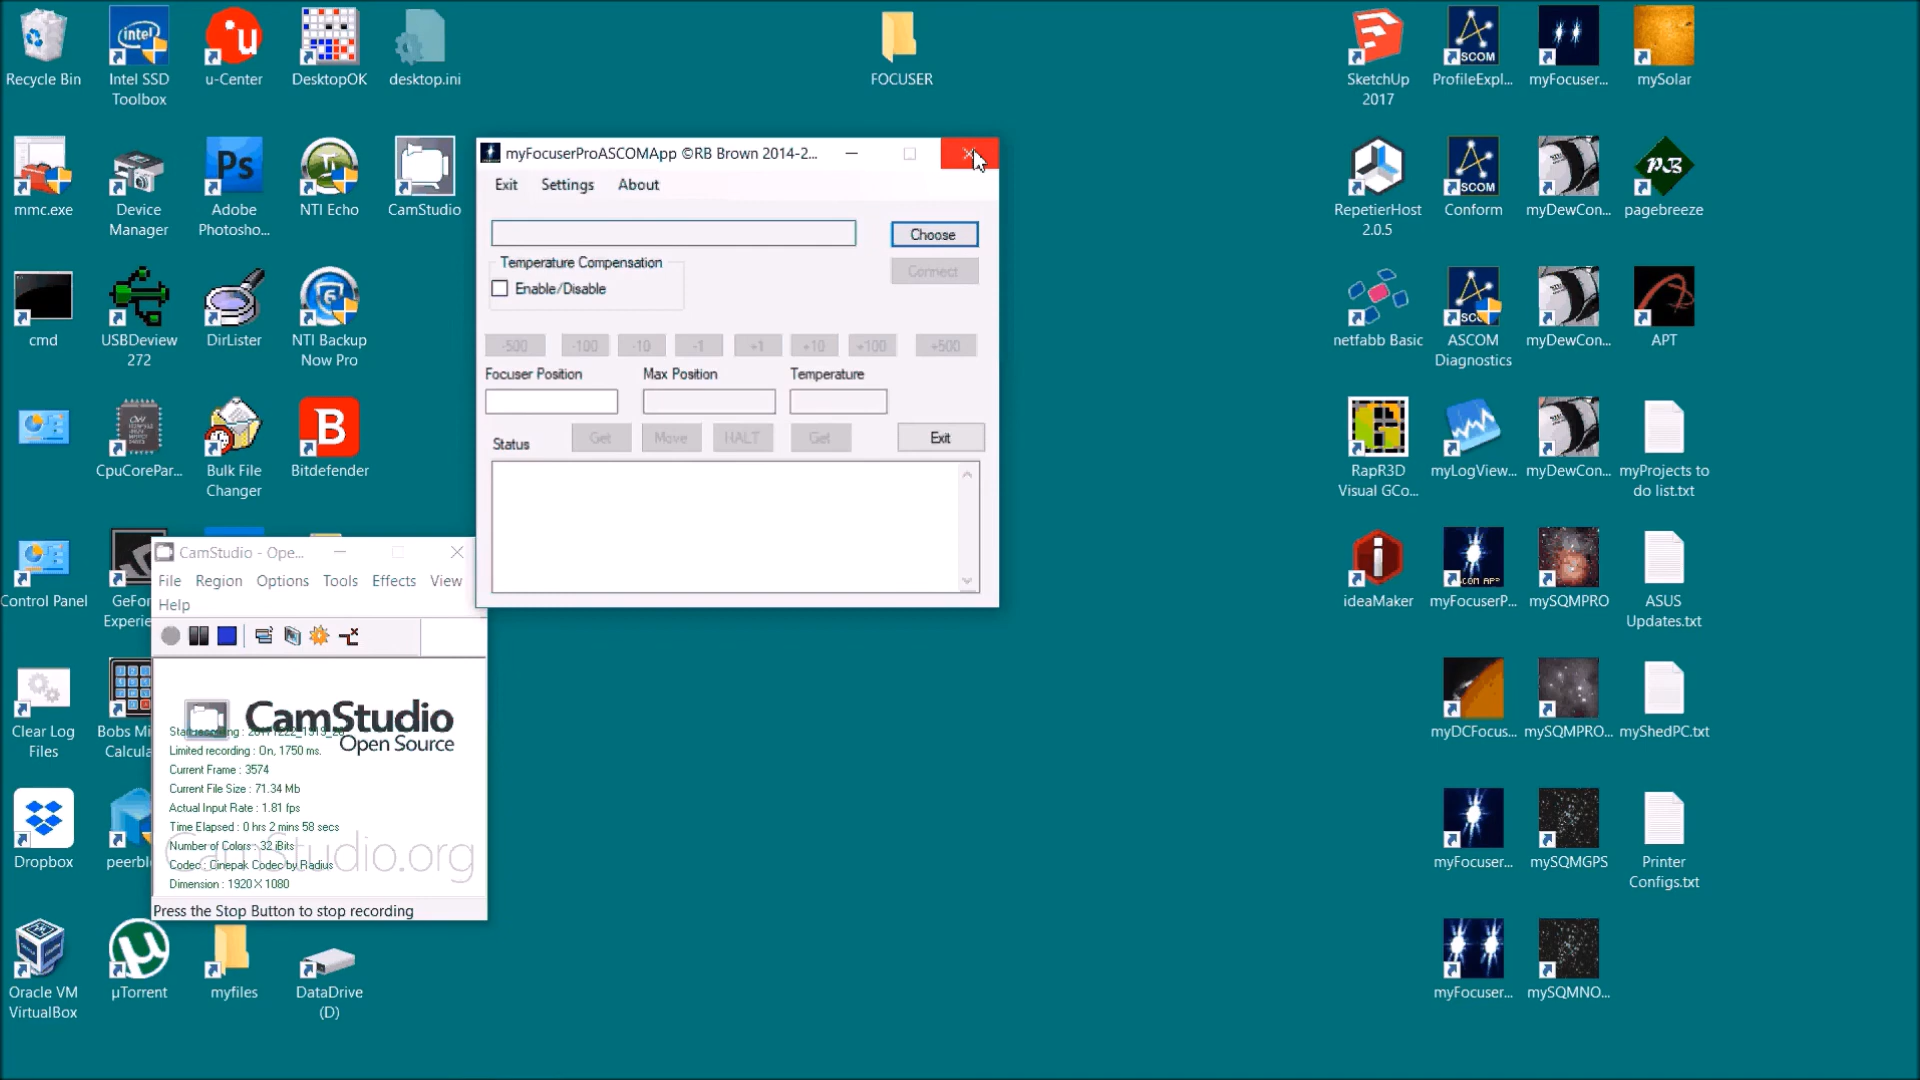 Recycle Bin
Intel SSD
Toolbox
u-Center
DesktopOK
desktop.ini
FOCUSER
SketchUp
2017
ProfileExpl...
myFocuser...
mySolar
mmc.exe
Device
Manager
Adobe
Photosho...
NTI Echo
CamStudio
RepetierHost
2.0.5
Conform
myDewCon...
pagebreeze
cmd
USBDeview
272
DirLister
NTI Backup
Now Pro
netfabb Basic
ASCOM
Diagnostics
myDewCon...
APT
CpuCorePar...
Bulk File
Changer
Bitdefender
RapR3D
Visual GCo...
myLogView...
myDewCon...
myProjects to
do list.txt
Control Panel
GeFor
Experie
ideaMaker
myFocuserP...
mySQMPRO
ASUS
Updates.txt
Clear Log
Files
Bobs Mi
Calcula
myDCFocus...
mySQMPRO...
myShedPC.txt
Dropbox
peerbl
myFocuser...
mySQMGPS
Printer
Configs.txt
Oracle VM
VirtualBox
µTorrent
myfiles
DataDrive
(D)
myFocuser...
mySQMNO...
myFocuserProASCOMApp ©RB Brown 2014-2...
Exit Settings About
Choose
Temperature Compensation
Connect
Enable/Disable
-500 -100 -10 -1 +1 +10 +100 +500
Focuser Position Max Position Temperature
Status Get Move HALT Get Exit
CamStudio - Ope...
File Region Options Tools Effects View
Help
CamStudio
Open Source
Limited recording : On, 1750 ms.
Current Frame : 3574
Current File Size : 71.34 Mb
Actual Input Rate : 1.81 fps
Time Elapsed : 0 hrs 2 mins 58 secs
Number of Colors : 32 iBits
CamStudio.org
Codec : Cinepak Codec by Radius
Dimension : 1920 X 1080
Press the Stop Button to stop recording